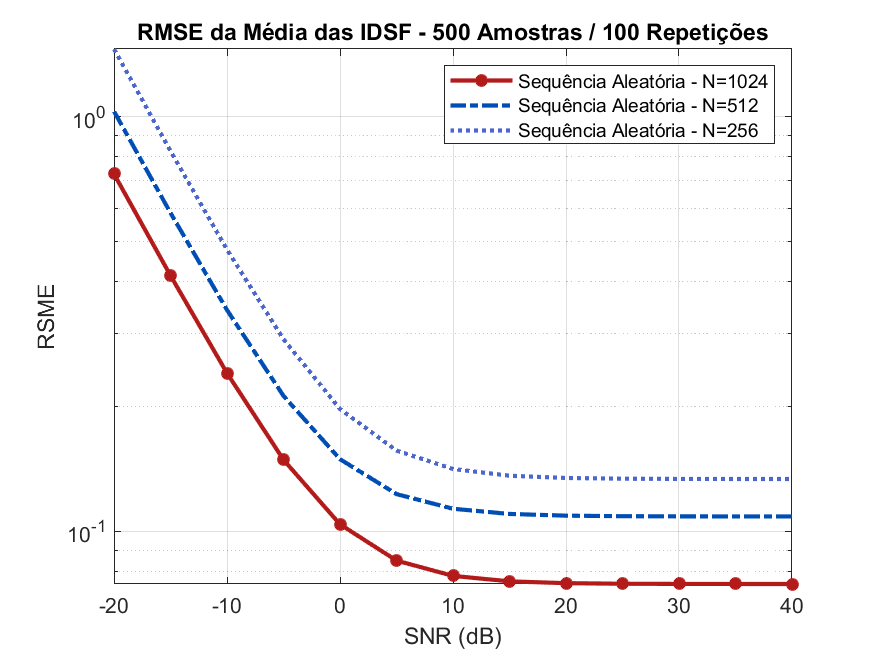 RMSE da Média das IDSF - 500 Amostras / 100 Repetições
Sequência Aleatória - N=1024
Sequência Aleatória - N=512
Sequência Aleatória - N=256
10^0
10^-1
RSME
-20
-10
0
10
20
30
40
SNR (dB)